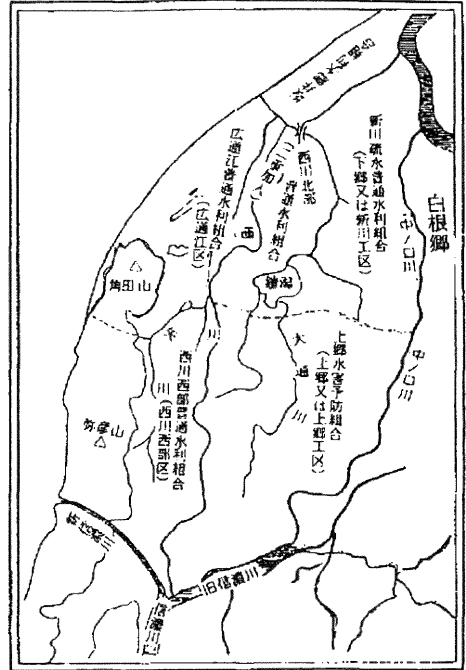 新川疏水普通水利組合
(下郷又は新川工区)
白根郷
中ノ口川
中ノ口川
西川北部
普通水利組合
広通江普通水利組合
(広通江区)
西川
鎧潟
角田山
上郷水害予防組合
(上郷又は上郷工区)
大通川
西川西部普通水利組合
(西川西部区)
弥彦山
旧信濃川
信濃川